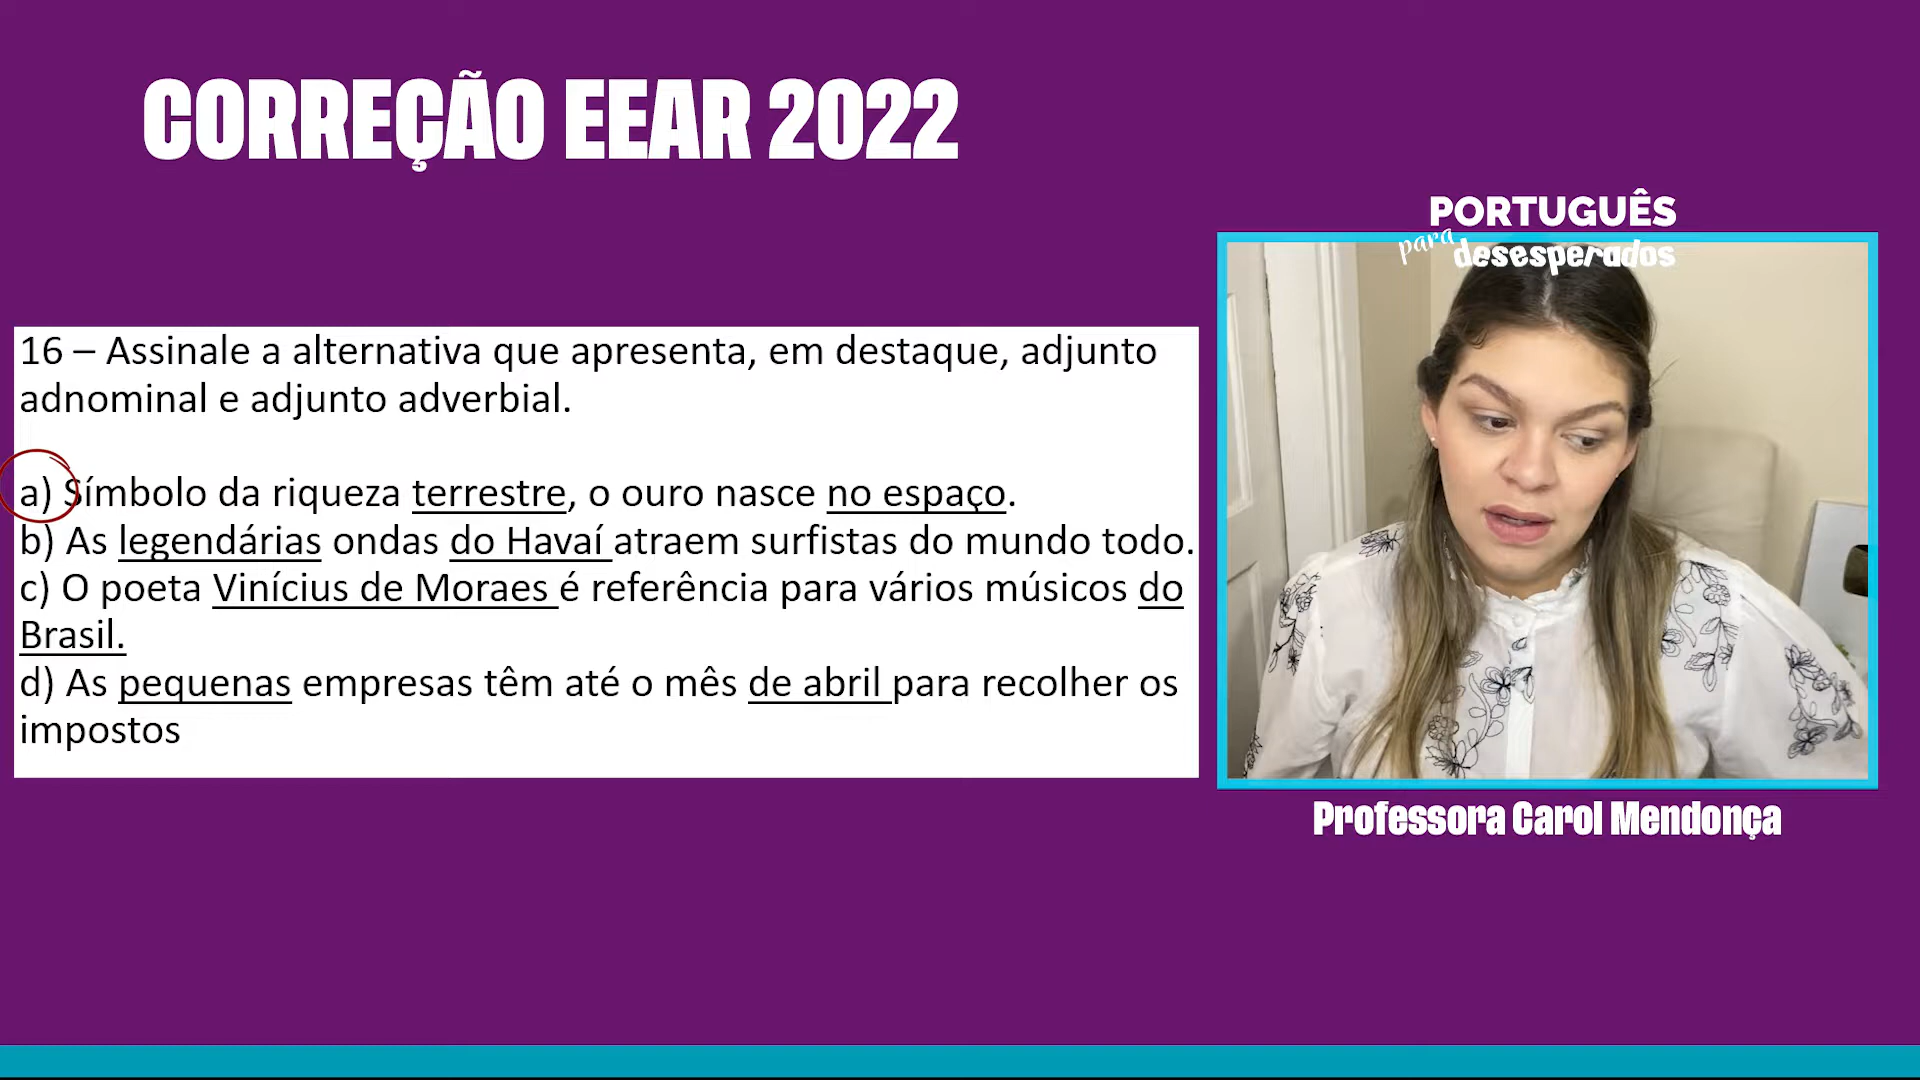 CORREÇÃO EEAR 2022
PORTUGUÊS
para desesperados
16 – Assinale a alternativa que apresenta, em destaque, adjunto
adnominal e adjunto adverbial.
a) Símbolo da riqueza terrestre, o ouro nasce no espaço.
b) As legendárias ondas do Havaí atraem surfistas do mundo todo.
c) O poeta Vinícius de Moraes é referência para vários músicos do
Brasil.
d) As pequenas empresas têm até o mês de abril para recolher os
impostos
Professora Carol Mendonça